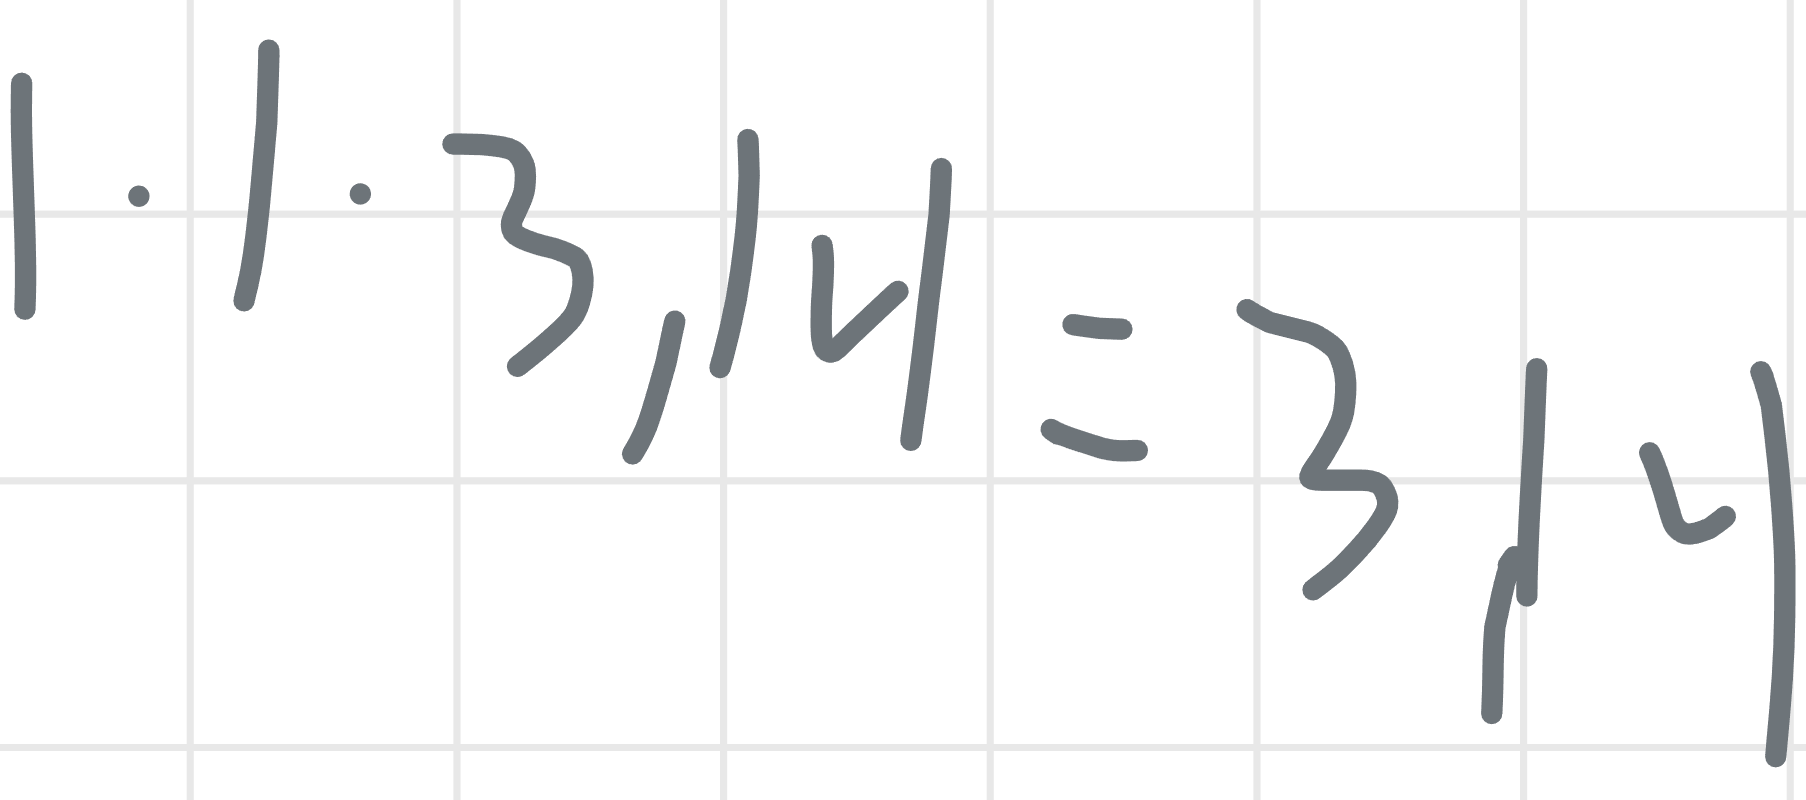 1 · 1 · 3,14 = 3,14